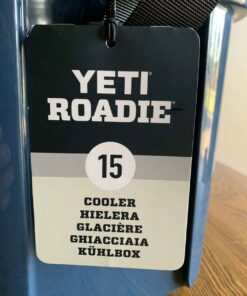 YETI
ROADIE®
15
COOLER
HIELERA
GLACIÈRE
GHIACCIAIA
KÜHLBOX